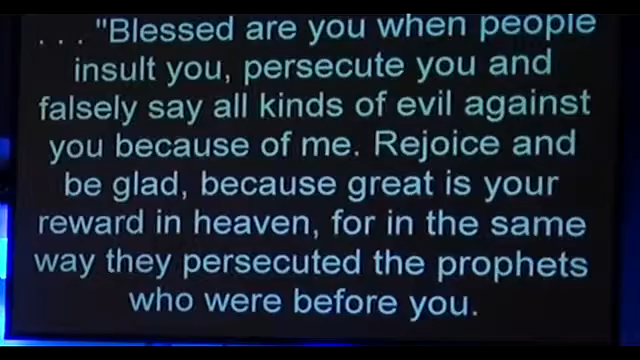 . . . "Blessed are you when people
insult you, persecute you and
falsely say all kinds of evil against
you because of me. Rejoice and
be glad, because great is your
reward in heaven, for in the same
way they persecuted the prophets
who were before you.